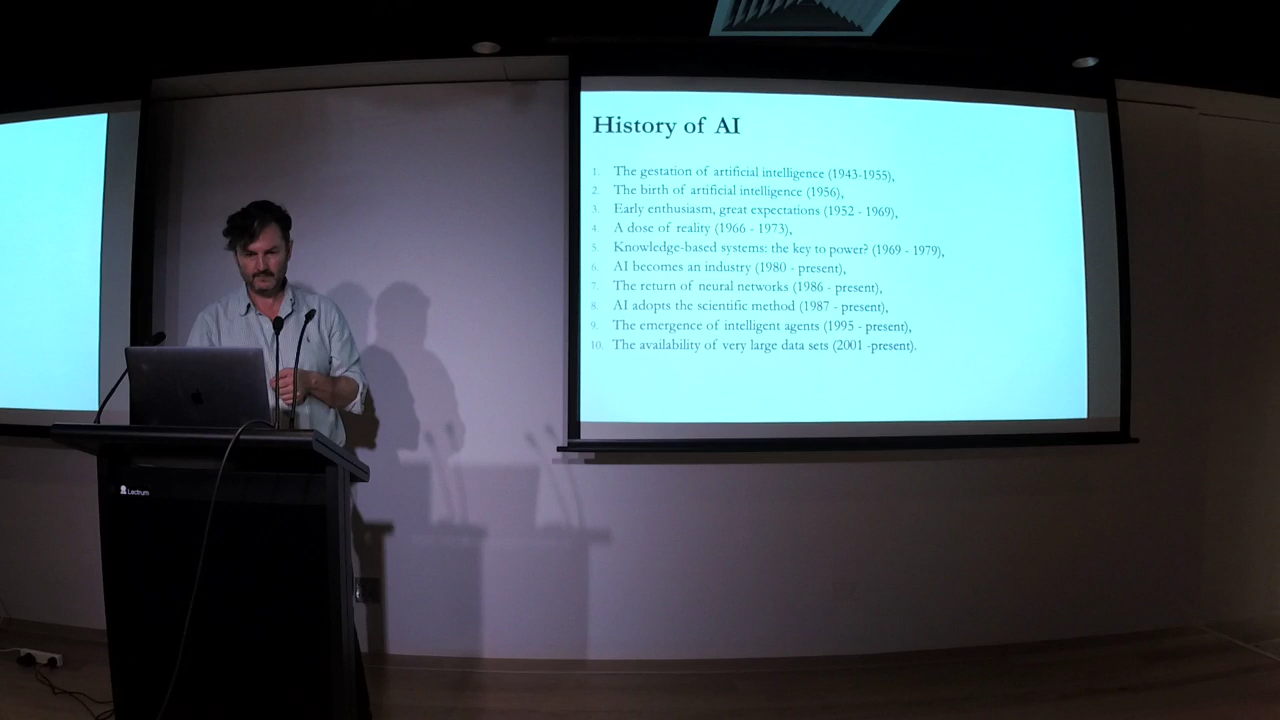 History of AI
1. The gestation of artificial intelligence (1943-1955),
2. The birth of artificial intelligence (1956),
3. Early enthusiasm, great expectations (1952 - 1969),
4. A dose of reality (1966 - 1973),
5. Knowledge-based systems: the key to power? (1969 - 1979),
6. AI becomes an industry (1980 - present),
7. The return of neural networks (1986 - present),
8. AI adopts the scientific method (1987 - present),
9. The emergence of intelligent agents (1995 - present),
10. The availability of very large data sets (2001 -present).
Lectrum